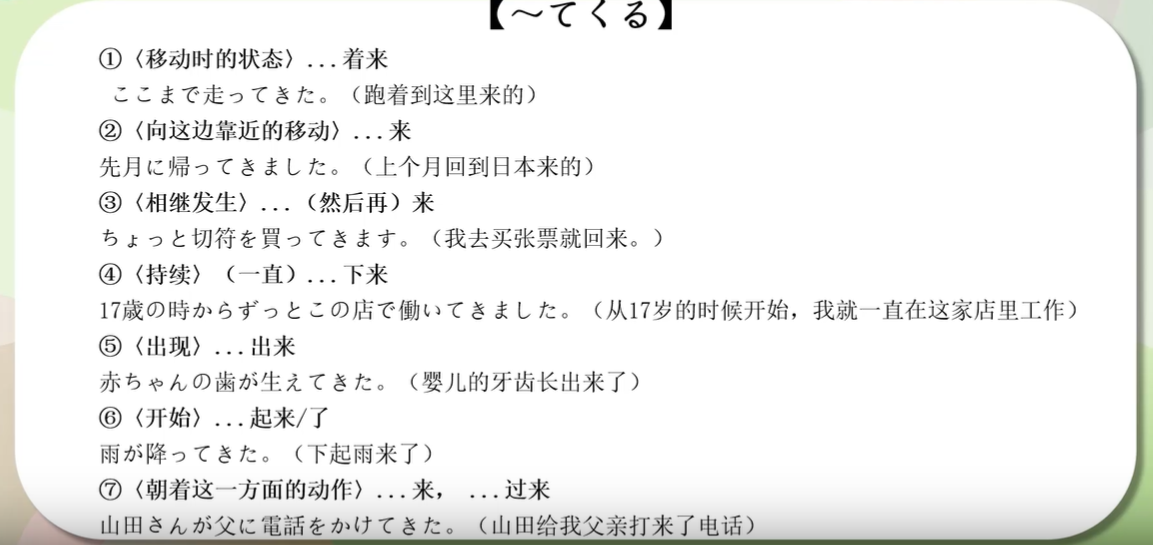 【～てくる】
①〈移动时的状态〉...着来
ここまで走ってきた。（跑着到这里来的）
②〈向这边靠近的移动〉...来
先月に帰ってきました。（上个月回到日本来的）
③〈相继发生〉...（然后再）来
ちょっと切符を買ってきます。（我去买张票就回来。）
④〈持续〉（一直）...下来
17歳の時からずっとこの店で働いてきました。（从17岁的时候开始，我就一直在这家店里工作）
⑤〈出现〉...出来
赤ちゃんの歯が生えてきた。（婴儿的牙齿长出来了）
⑥〈开始〉...起来/了
雨が降ってきた。（下起雨来了）
⑦〈朝着这一方面的动作〉...来， ...过来
山田さんが父に電話をかけてきた。（山田给我父亲打来了电话）